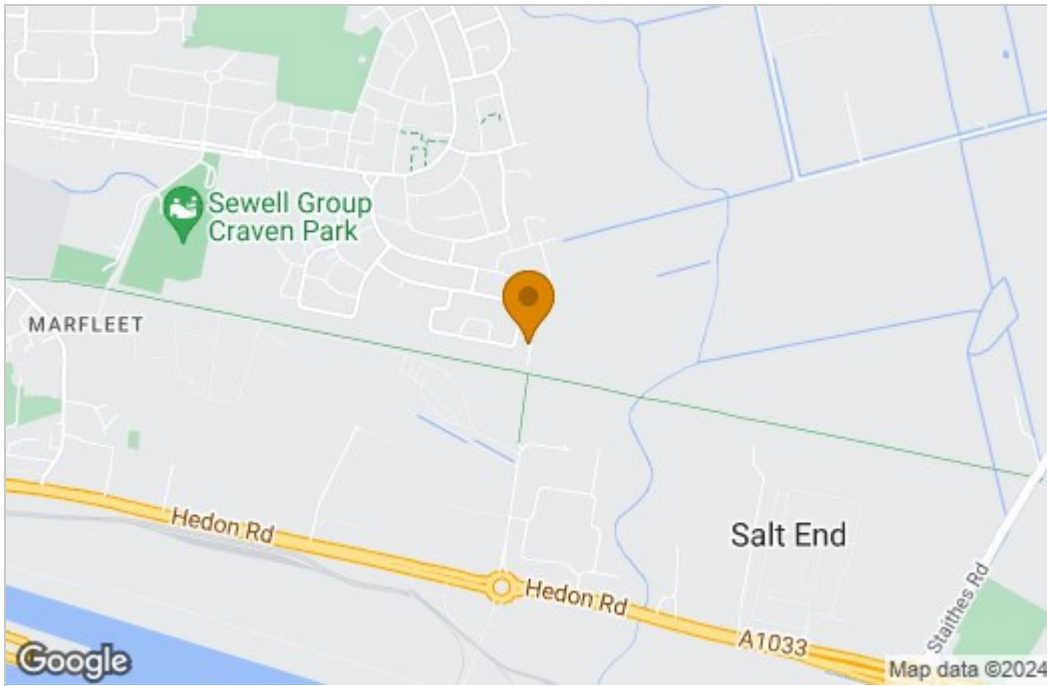 Sewell Group
Craven Park
MARFLEET
Hedon Rd
Salt End
Hedon Rd
Staithes Rd
A1033
Google
Map data ©2024